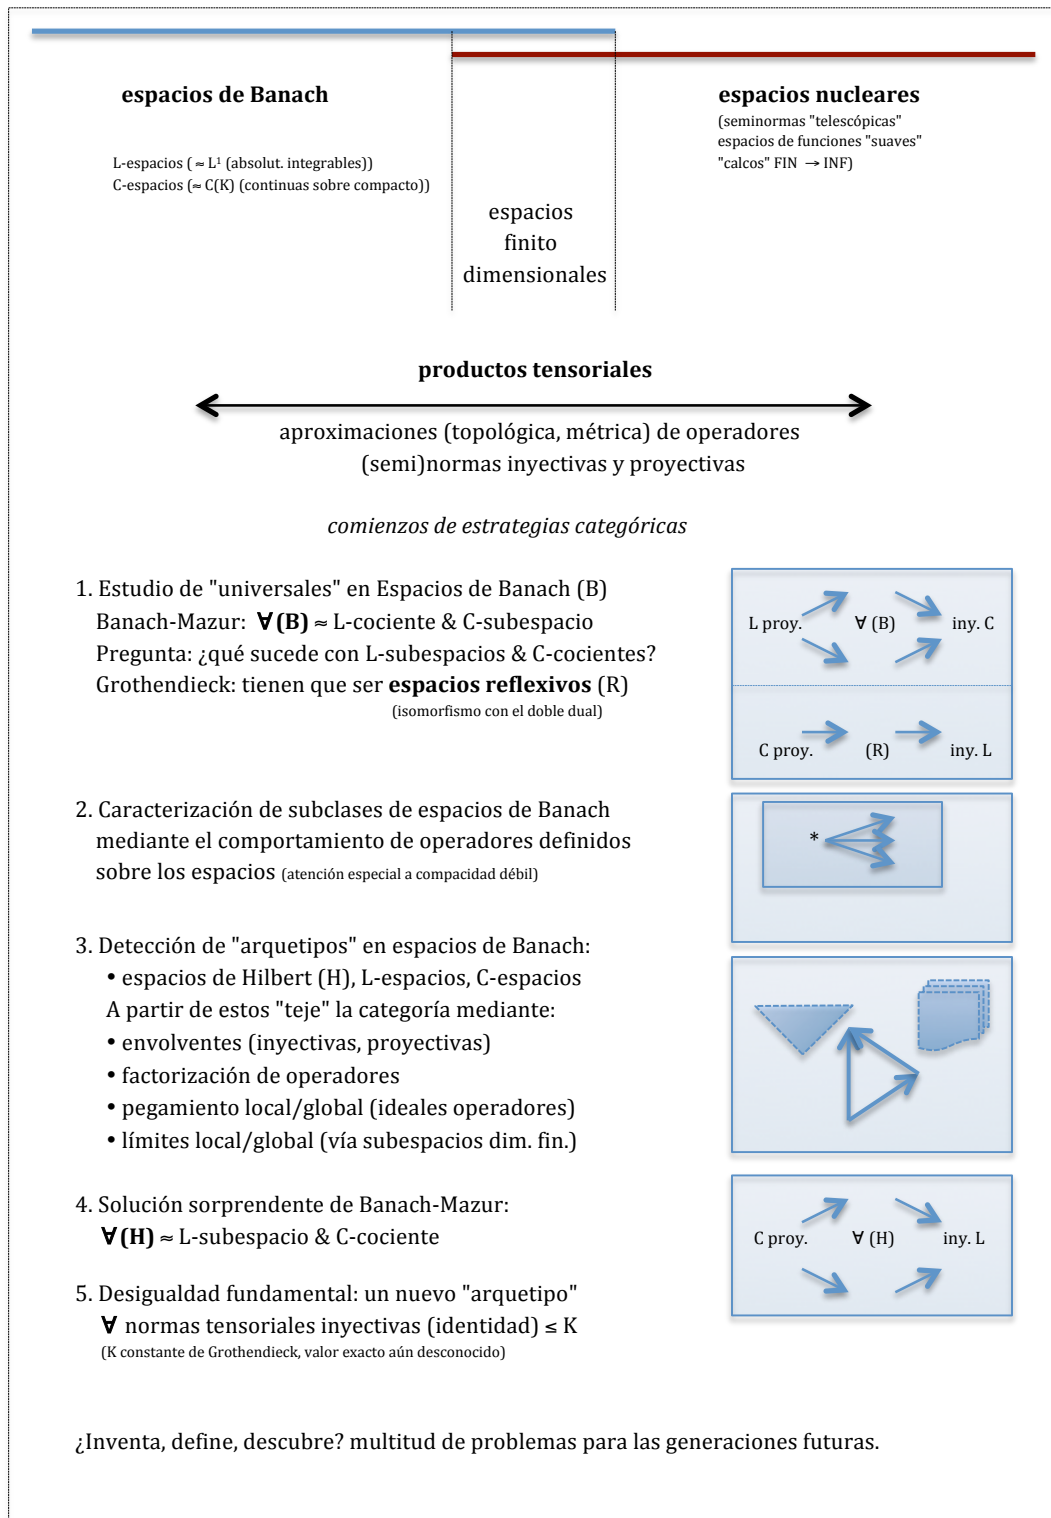 espacios de Banach
L-espacios ( ≈ L¹ (absolut. integrables))
C-espacios (≈ C(K) (continuas sobre compacto))
espacios
finito
dimensionales
espacios nucleares
(seminormas "telescópicas"
espacios de funciones "suaves"
"calcos" FIN → INF)
productos tensoriales
aproximaciones (topológica, métrica) de operadores
(semi)normas inyectivas y proyectivas
comienzos de estrategias categóricas
1. Estudio de "universales" en Espacios de Banach (B)
Banach-Mazur: ∀(B) ≈ L-cociente & C-subespacio
Pregunta: ¿qué sucede con L-subespacios & C-cocientes?
Grothendieck: tienen que ser espacios reflexivos (R)
(isomorfismo con el doble dual)
L proy. ∀ (B) iny. C
C proy. (R) iny. L
2. Caracterización de subclases de espacios de Banach
mediante el comportamiento de operadores definidos
sobre los espacios (atención especial a compacidad débil)
*
3. Detección de "arquetipos" en espacios de Banach:
• espacios de Hilbert (H), L-espacios, C-espacios
A partir de estos "teje" la categoría mediante:
• envolventes (inyectivas, proyectivas)
• factorización de operadores
• pegamiento local/global (ideales operadores)
• límites local/global (vía subespacios dim. fin.)
4. Solución sorprendente de Banach-Mazur:
∀(H) ≈ L-subespacio & C-cociente
C proy. ∀ (H) iny. L
5. Desigualdad fundamental: un nuevo "arquetipo"
∀ normas tensoriales inyectivas (identidad) ≤ K
(K constante de Grothendieck, valor exacto aún desconocido)
¿Inventa, define, descubre? multitud de problemas para las generaciones futuras.